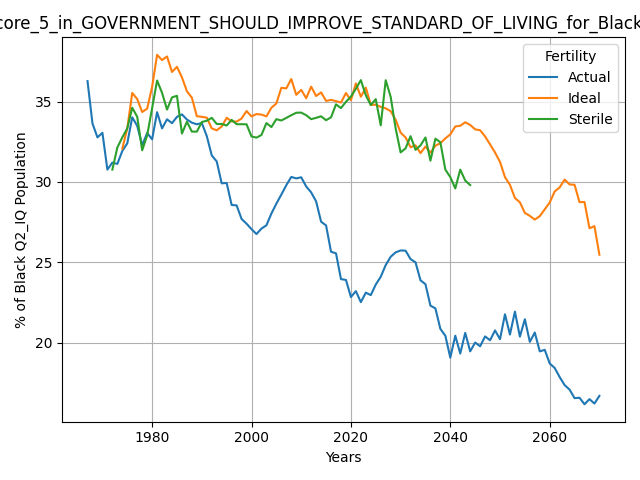 core_5_in_GOVERNMENT_SHOULD_IMPROVE_STANDARD_OF_LIVING_for_Black
Fertility
Actual
Ideal
Sterile
% of Black Q2_IQ Population
35
30
25
20
1980 2000 2020 2040 2060
Years